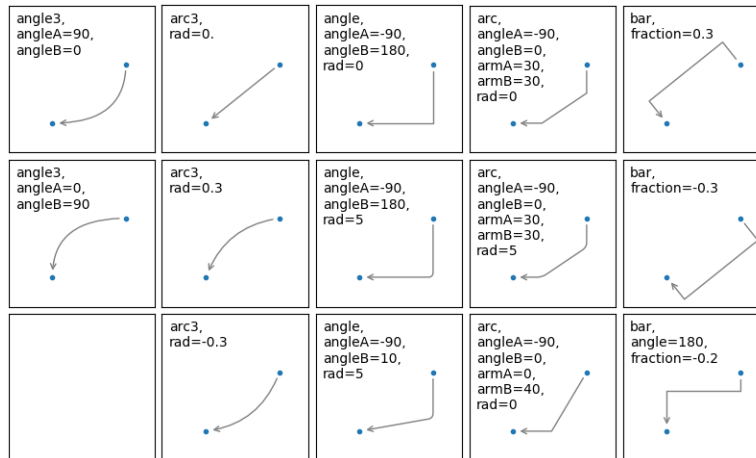 angle3,
angleA=90,
angleB=0
arc3,
rad=0.
angle,
angleA=-90,
angleB=180,
rad=0
arc,
angleA=-90,
angleB=0,
armA=30,
armB=30,
rad=0
bar,
fraction=0.3
angle3,
angleA=0,
angleB=90
arc3,
rad=0.3
angle,
angleA=-90,
angleB=180,
rad=5
arc,
angleA=-90,
angleB=0,
armA=30,
armB=30,
rad=5
bar,
fraction=-0.3
arc3,
rad=-0.3
angle,
angleA=-90,
angleB=10,
rad=5
arc,
angleA=-90,
angleB=0,
armA=0,
armB=40,
rad=0
bar,
angle=180,
fraction=-0.2